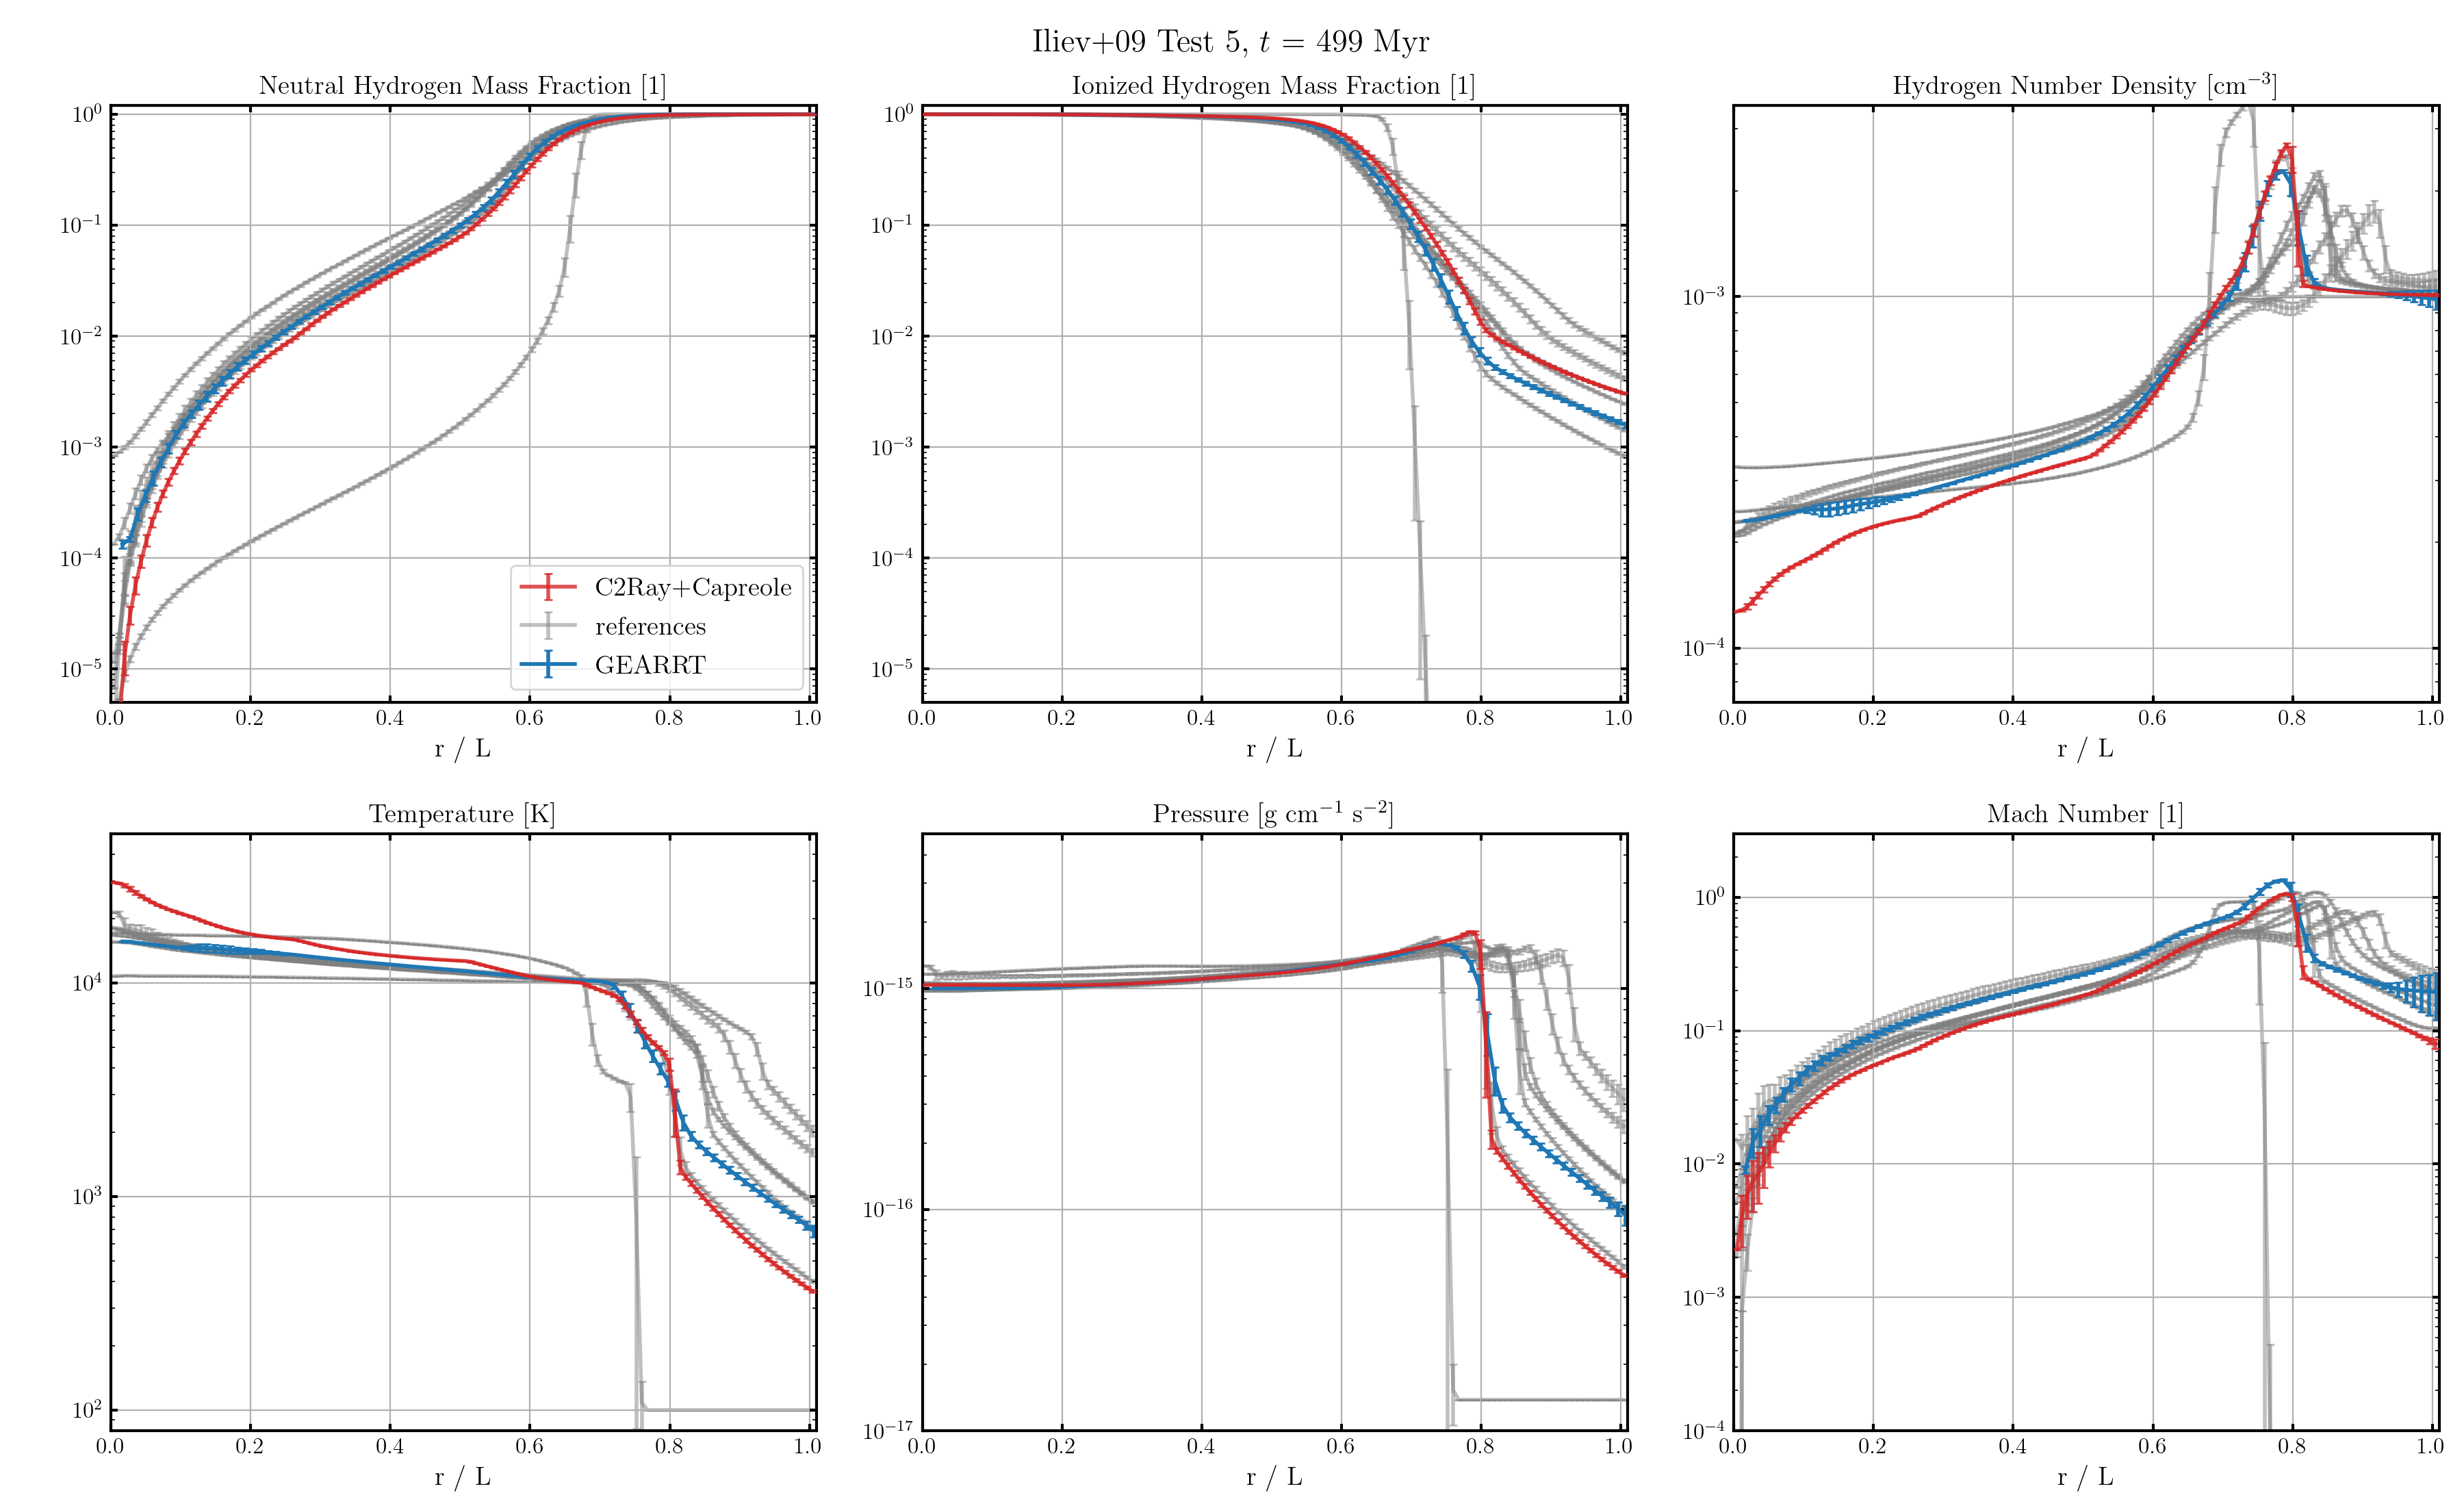 Iliev+09 Test 5, t = 499 Myr
Neutral Hydrogen Mass Fraction [1]
10⁰
10⁻¹
10⁻²
10⁻³
10⁻⁴
10⁻⁵
C2Ray+Capreole
references
GEARRT
0.0 0.2 0.4 0.6 0.8 1.0
r / L
Ionized Hydrogen Mass Fraction [1]
10⁰
10⁻¹
10⁻²
10⁻³
10⁻⁴
10⁻⁵
0.0 0.2 0.4 0.6 0.8 1.0
r / L
Hydrogen Number Density [cm⁻³]
10⁻³
10⁻⁴
0.0 0.2 0.4 0.6 0.8 1.0
r / L
Temperature [K]
10⁴
10³
10²
0.0 0.2 0.4 0.6 0.8 1.0
r / L
Pressure [g cm⁻¹ s⁻²]
10⁻¹⁵
10⁻¹⁶
10⁻¹⁷
0.0 0.2 0.4 0.6 0.8 1.0
r / L
Mach Number [1]
10⁰
10⁻¹
10⁻²
10⁻³
10⁻⁴
0.0 0.2 0.4 0.6 0.8 1.0
r / L